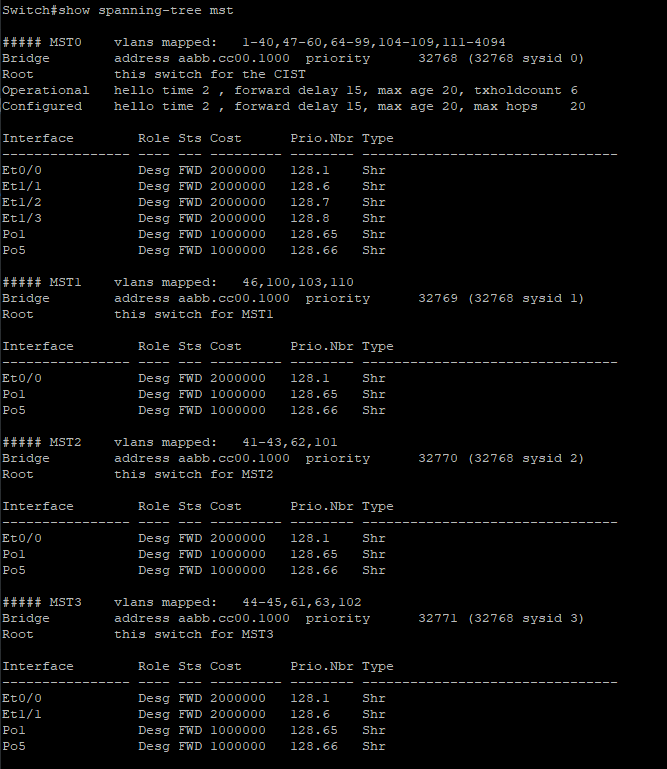 Switch#show spanning-tree mst

##### MST0    vlans mapped:   1-40,47-60,64-99,104-109,111-4094
Bridge        address aabb.cc00.1000  priority      32768 (32768 sysid 0)
Root          this switch for the CIST
Operational   hello time 2 , forward delay 15, max age 20, txholdcount 6
Configured    hello time 2 , forward delay 15, max age 20, max hops    20

Interface        Role Sts Cost      Prio.Nbr Type
---------------- ---- --- --------- -------- --------------------------------
Et0/0            Desg FWD 2000000   128.1    Shr
Et1/1            Desg FWD 2000000   128.6    Shr
Et1/2            Desg FWD 2000000   128.7    Shr
Et1/3            Desg FWD 2000000   128.8    Shr
Po1              Desg FWD 1000000   128.65   Shr
Po5              Desg FWD 1000000   128.66   Shr

##### MST1    vlans mapped:   46,100,103,110
Bridge        address aabb.cc00.1000  priority      32769 (32768 sysid 1)
Root          this switch for MST1

Interface        Role Sts Cost      Prio.Nbr Type
---------------- ---- --- --------- -------- --------------------------------
Et0/0            Desg FWD 2000000   128.1    Shr
Po1              Desg FWD 1000000   128.65   Shr
Po5              Desg FWD 1000000   128.66   Shr

##### MST2    vlans mapped:   41-43,62,101
Bridge        address aabb.cc00.1000  priority      32770 (32768 sysid 2)
Root          this switch for MST2

Interface        Role Sts Cost      Prio.Nbr Type
---------------- ---- --- --------- -------- --------------------------------
Et0/0            Desg FWD 2000000   128.1    Shr
Po1              Desg FWD 1000000   128.65   Shr
Po5              Desg FWD 1000000   128.66   Shr

##### MST3    vlans mapped:   44-45,61,63,102
Bridge        address aabb.cc00.1000  priority      32771 (32768 sysid 3)
Root          this switch for MST3

Interface        Role Sts Cost      Prio.Nbr Type
---------------- ---- --- --------- -------- --------------------------------
Et0/0            Desg FWD 2000000   128.1    Shr
Et1/1            Desg FWD 2000000   128.6    Shr
Po1              Desg FWD 1000000   128.65   Shr
Po5              Desg FWD 1000000   128.66   Shr